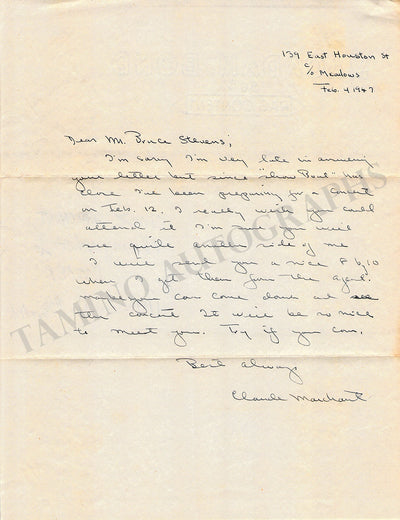 139 East Houston St
c/o Meadows
Feb. 4 1947
Dear Mr. Bruce Stevens;
I'm sorry I'm very late in answering
your letter but since "Show Boat" has
close I've been preparing for a concert
on Feb. 12. I really wish you could
attend it I'm you will
see quite another side of me
I will send you a nice 8 by 10
when I get them from the agent.
Maybe you can come down at
the concert It will be so nice
to meet you. Try if you can.
Best always
Claude Marchant
TAMINO AUTOGRAPHS